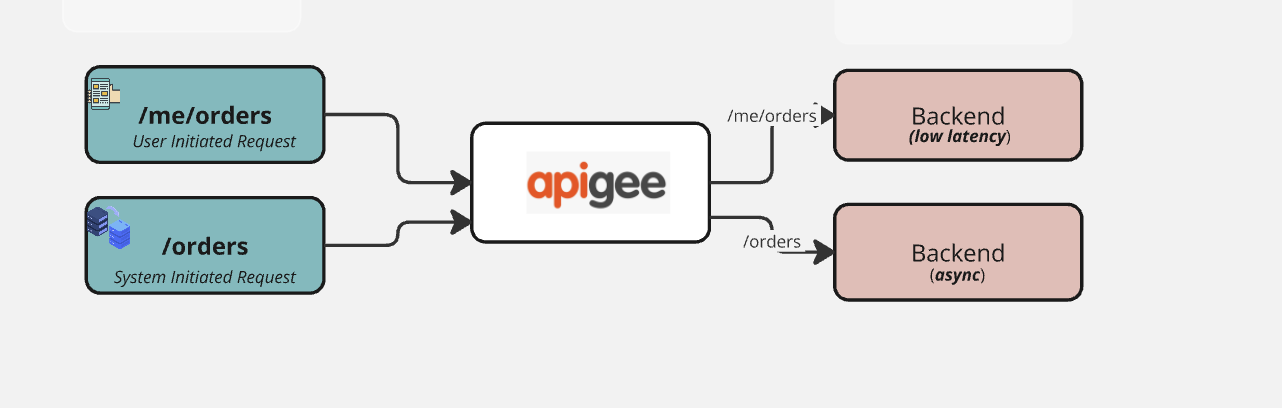 /me/orders
User Initiated Request
/orders
System Initiated Request
apigee
/me/orders
/orders
Backend
(low latency)
Backend
(async)